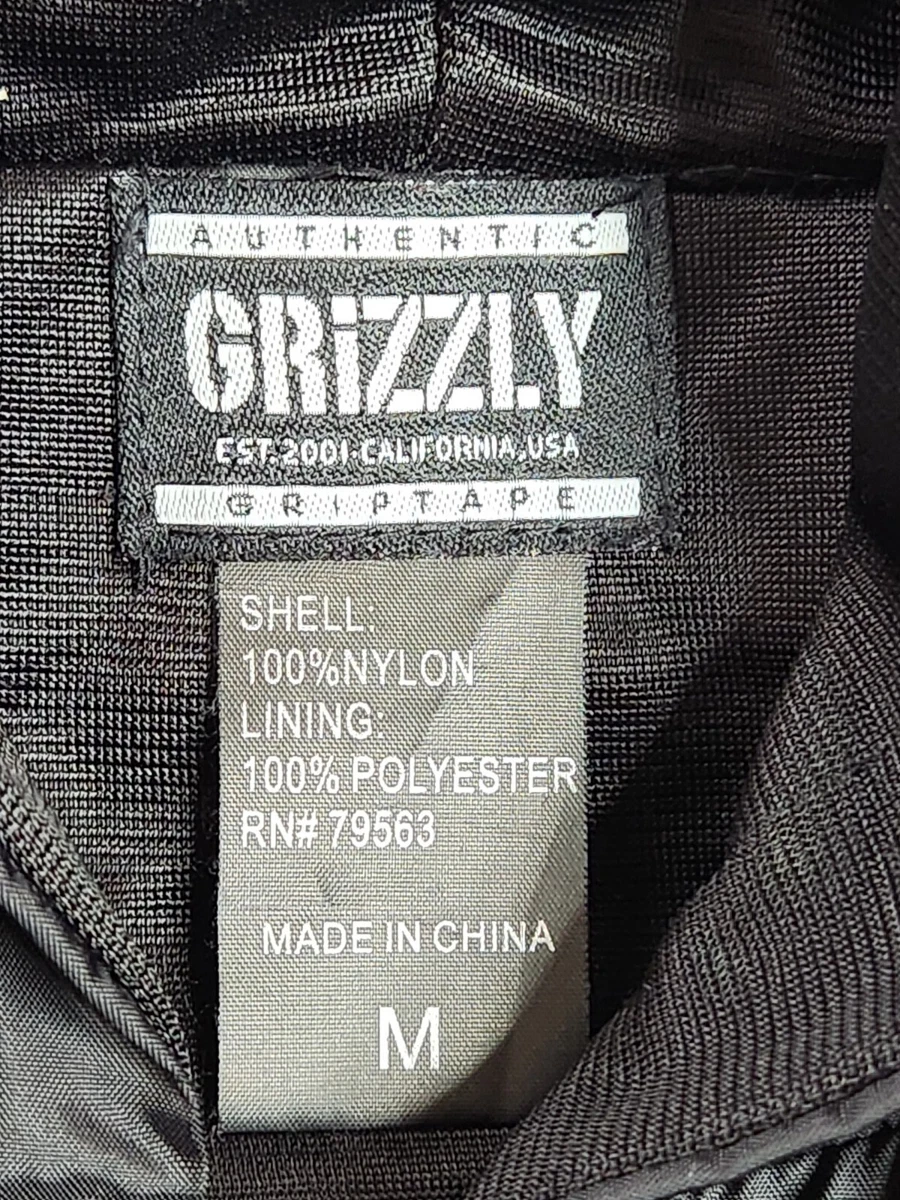 AUTHENTIC
GRiZZLY
EST.2001.CALIFORNIA,USA
GRIPTAPE
SHELL:
100%NYLON
LINING:
100% POLYESTER
RN# 79563
MADE IN CHINA
M